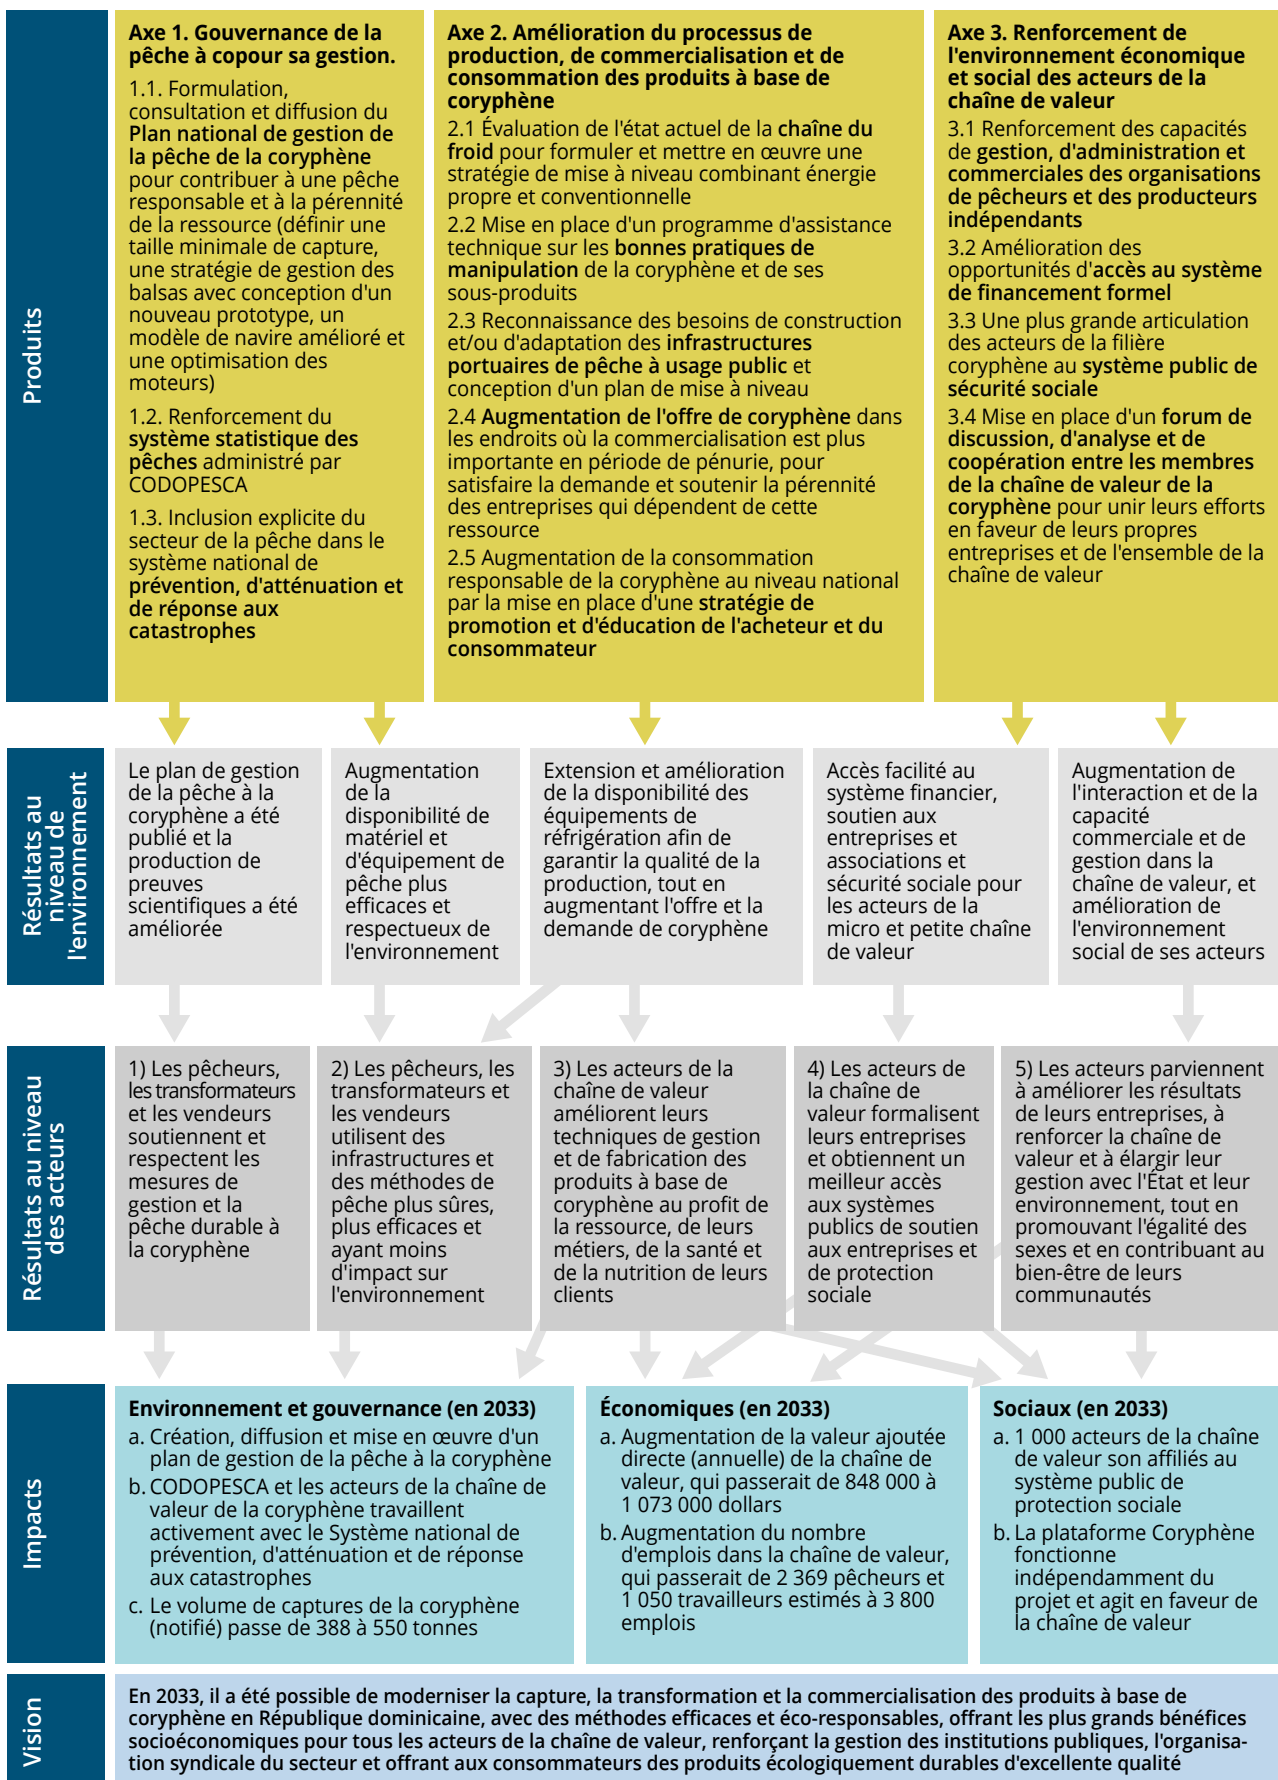 Produits
Axe 1. Gouvernance de la
pêche à copour sa gestion.
1.1. Formulation,
consultation et diffusion du
Plan national de gestion de
la pêche de la coryphène
pour contribuer à une pêche
responsable et à la pérennité
de la ressource (définir une
taille minimale de capture,
une stratégie de gestion des
balsas avec conception d'un
nouveau prototype, un
modèle de navire amélioré et
une optimisation des
moteurs)
1.2. Renforcement du
système statistique des
pêches administré par
CODOPESCA
1.3. Inclusion explicite du
secteur de la pêche dans le
système national de
prévention, d'atténuation et
de réponse aux
catastrophes
Axe 2. Amélioration du processus de
production, de commercialisation et de
consommation des produits à base de
coryphène
2.1 Évaluation de l'état actuel de la chaîne du
froid pour formuler et mettre en œuvre une
stratégie de mise à niveau combinant énergie
propre et conventionnelle
2.2 Mise en place d'un programme d'assistance
technique sur les bonnes pratiques de
manipulation de la coryphène et de ses
sous-produits
2.3 Reconnaissance des besoins de construction
et/ou d'adaptation des infrastructures
portuaires de pêche à usage public et
conception d'un plan de mise à niveau
2.4 Augmentation de l'offre de coryphène dans
les endroits où la commercialisation est plus
importante en période de pénurie, pour
satisfaire la demande et soutenir la pérennité
des entreprises qui dépendent de cette
ressource
2.5 Augmentation de la consommation
responsable de la coryphène au niveau national
par la mise en place d'une stratégie de
promotion et d'éducation de l'acheteur et du
consommateur
Axe 3. Renforcement de
l'environnement économique
et social des acteurs de la
chaîne de valeur
3.1 Renforcement des capacités
de gestion, d'administration et
commerciales des organisations
de pêcheurs et des producteurs
indépendants
3.2 Amélioration des
opportunités d'accès au système
de financement formel
3.3 Une plus grande articulation
des acteurs de la filière
coryphène au système public de
sécurité sociale
3.4 Mise en place d'un forum de
discussion, d'analyse et de
coopération entre les membres
de la chaîne de valeur de la
coryphène pour unir leurs efforts
en faveur de leurs propres
entreprises et de l'ensemble de la
chaîne de valeur
Résultats au
niveau de
l'environnement
Le plan de gestion
de la pêche à la
coryphène a été
publié et la
production de
preuves
scientifiques a été
améliorée
Augmentation
de la
disponibilité de
matériel et
d'équipement de
pêche plus
efficaces et
respectueux de
l'environnement
Extension et amélioration
de la disponibilité des
équipements de
réfrigération afin de
garantir la qualité de la
production, tout en
augmentant l'offre et la
demande de coryphène
Accès facilité au
système financier,
soutien aux
entreprises et
associations et
sécurité sociale pour
les acteurs de la
micro et petite chaîne
de valeur
Augmentation de
l'interaction et de la
capacité
commerciale et de
gestion dans la
chaîne de valeur, et
amélioration de
l'environnement
social de ses acteurs
Résultats au niveau
des acteurs
1) Les pêcheurs,
les transformateurs
et les vendeurs
soutiennent et
respectent les
mesures de
gestion et la
pêche durable à
la coryphène
2) Les pêcheurs, les
transformateurs et
les vendeurs
utilisent des
infrastructures et
des méthodes de
pêche plus sûres,
plus efficaces et
ayant moins
d'impact sur
l'environnement
3) Les acteurs de la
chaîne de valeur
améliorent leurs
techniques de gestion
et de fabrication des
produits à base de
coryphène au profit de
la ressource, de leurs
métiers, de la santé et
de la nutrition de leurs
clients
4) Les acteurs de
la chaîne de
valeur formalisent
leurs entreprises
et obtiennent un
meilleur accès
aux systèmes
publics de soutien
aux entreprises et
de protection
sociale
5) Les acteurs parviennent
à améliorer les résultats
de leurs entreprises, à
renforcer la chaîne de
valeur et à élargir leur
gestion avec l'État et leur
environnement, tout en
promouvant l'égalité des
sexes et en contribuant au
bien-être de leurs
communautés
Impacts
Environnement et gouvernance (en 2033)
a. Création, diffusion et mise en œuvre d'un
plan de gestion de la pêche à la coryphène
b. CODOPESCA et les acteurs de la chaîne de
valeur de la coryphène travaillent
activement avec le Système national de
prévention, d'atténuation et de réponse
aux catastrophes
c. Le volume de captures de la coryphène
(notifié) passe de 388 à 550 tonnes
Économiques (en 2033)
a. Augmentation de la valeur ajoutée
directe (annuelle) de la chaîne de
valeur, qui passerait de 848 000 à
1 073 000 dollars
b. Augmentation du nombre
d'emplois dans la chaîne de valeur,
qui passerait de 2 369 pêcheurs et
1 050 travailleurs estimés à 3 800
emplois
Sociaux (en 2033)
a. 1 000 acteurs de la chaîne
de valeur son affiliés au
système public de
protection sociale
b. La plataforme Coryphène
fonctionne
indépendamment du
projet et agit en faveur de
la chaîne de valeur
Vision
En 2033, il a été possible de moderniser la capture, la transformation et la commercialisation des produits à base de
coryphène en République dominicaine, avec des méthodes efficaces et éco-responsables, offrant les plus grands bénéfices
socioéconomiques pour tous les acteurs de la chaîne de valeur, renforçant la gestion des institutions publiques, l'organisa-
tion syndicale du secteur et offrant aux consommateurs des produits écologiquement durables d'excellente qualité